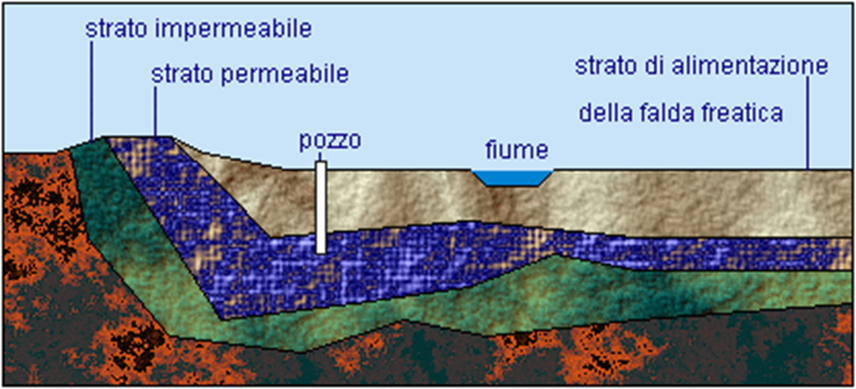 strato impermeabile
strato permeabile
strato di alimentazione
della falda freatica
pozzo
fiume